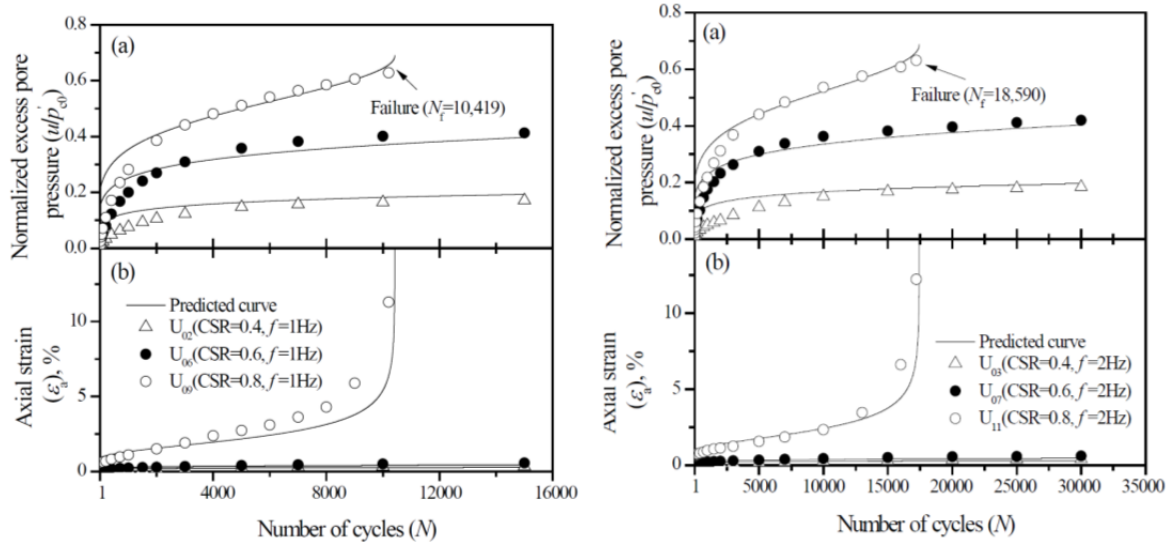 0.8
0.6
0.4
0.2
0.0
Normalized excess pore
pressure (u/p'e0)
(a)
Failure (Nf=10,419)
10
5
0
Axial strain
(εa), %
(b)
Predicted curve
U02(CSR=0.4, f=1Hz)
U06(CSR=0.6, f=1Hz)
U09(CSR=0.8, f=1Hz)
1
4000
8000
12000
16000
Number of cycles (N)
0.8
0.6
0.4
0.2
0.0
Normalized excess pore
pressure (u/p'e0)
(a)
Failure (Nf=18,590)
10
5
0
Axial strain
(εa), %
(b)
Predicted curve
U03(CSR=0.4, f=2Hz)
U07(CSR=0.6, f=2Hz)
U11(CSR=0.8, f=2Hz)
1
5000
10000
15000
20000
25000
30000
35000
Number of cycles (N)